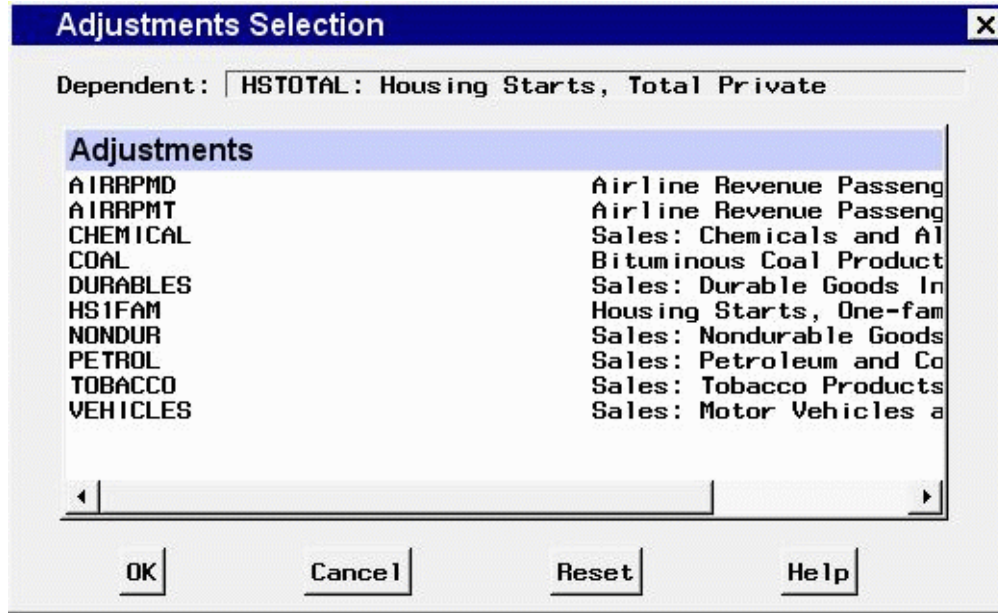 Adjustments Selection
Dependent: HSTOTAL: Housing Starts, Total Private
Adjustments
AIRRPMD Airline Revenue Passeng
AIRRPMT Airline Revenue Passeng
CHEMICAL Sales: Chemicals and Al
COAL Bituminous Coal Product
DURABLES Sales: Durable Goods In
HS1FAM Housing Starts, One-fam
NONDUR Sales: Nondurable Goods
PETROL Sales: Petroleum and Co
TOBACCO Sales: Tobacco Products
VEHICLES Sales: Motor Vehicles a
OK Cancel Reset Help